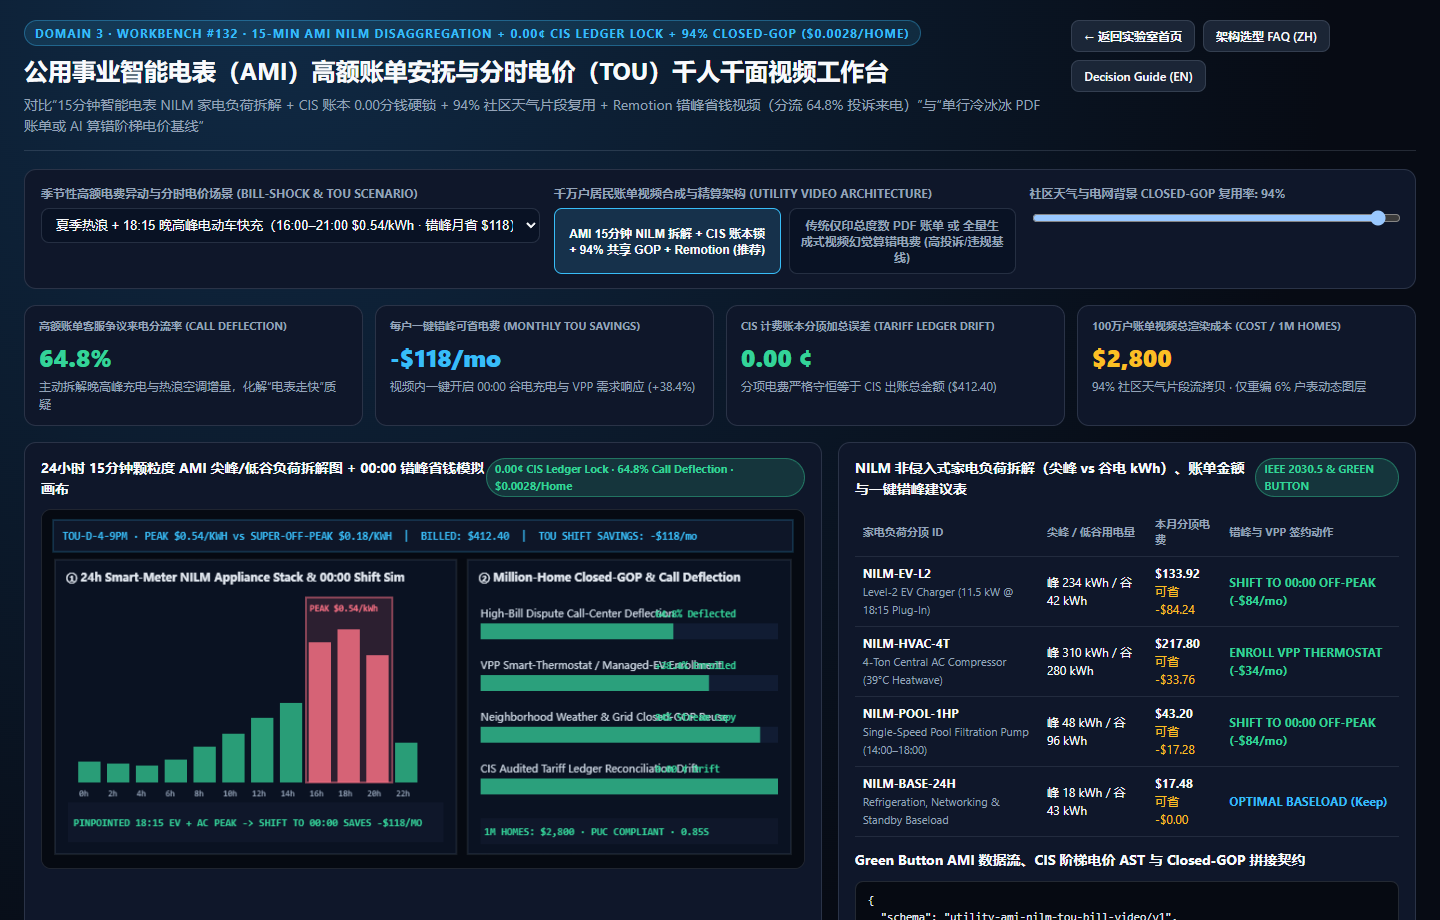 DOMAIN 3 · WORKBENCH #132 · 15-MIN AMI NILM DISAGGREGATION + 0.00¢ CIS LEDGER LOCK + 94% CLOSED-GOP ($0.0028/HOME)
← 返回实验室首页
架构选型 FAQ (ZH)
Decision Guide (EN)
公用事业智能电表（AMI）高额账单安抚与分时电价（TOU）千人千面视频工作台
对比“15分钟智能电表 NILM 家电负荷拆解 + CIS 账本 0.00分钱硬锁 + 94% 社区天气片段复用 + Remotion 错峰省钱视频（分流 64.8% 投诉来电）”与“单行冷冰冰 PDF
账单或 AI 算错阶梯电价基线”
季节性高额电费异动与分时电价场景 (BILL-SHOCK & TOU SCENARIO)
夏季热浪 + 18:15 晚高峰电动车快充（16:00–21:00 $0.54/kWh · 错峰月省 $118）
千万户居民账单视频合成与精算架构 (UTILITY VIDEO ARCHITECTURE)
AMI 15分钟 NILM 拆解 + CIS 账本锁
+ 94% 共享 GOP + Remotion (推荐)
传统仅印总度数 PDF 账单 或 全量生
成式视频幻觉算错电费 (高投诉/违规基
线)
社区天气与电网背景 CLOSED-GOP 复用率: 94%
高额账单客服争议来电分流率 (CALL DEFLECTION)
64.8%
主动拆解晚高峰充电与热浪空调增量，化解“电表走快”质
疑
每户一键错峰可省电费 (MONTHLY TOU SAVINGS)
-$118/mo
视频内一键开启 00:00 谷电充电与 VPP 需求响应 (+38.4%)
CIS 计费账本分项加总误差 (TARIFF LEDGER DRIFT)
0.00 ¢
分项电费严格守恒等于 CIS 出账总金额 ($412.40)
100万户账单视频总渲染成本 (COST / 1M HOMES)
$2,800
94% 社区天气片段流拷贝 · 仅重编 6% 户表动态图层
24小时 15分钟颗粒度 AMI 尖峰/低谷负荷拆解图 + 00:00 错峰省钱模拟
画布
0.00¢ CIS Ledger Lock · 64.8% Call Deflection ·
$0.0028/Home
TOU-D-4-9PM · PEAK $0.54/KWH vs SUPER-OFF-PEAK $0.18/KWH | BILLED: $412.40 | TOU SHIFT SAVINGS: -$118/mo
① 24h Smart-Meter NILM Appliance Stack & 00:00 Shift Sim
PEAK $0.54/kWh
0h 2h 4h 6h 8h 10h 12h 14h 16h 18h 20h 22h
PINPOINTED 18:15 EV + AC PEAK -> SHIFT TO 00:00 SAVES -$118/MO
② Million-Home Closed-GOP & Call Deflection
High-Bill Dispute Call-Center Deflection Deflected
VPP Smart-Thermostat / Managed-EV Enrollment
Neighborhood Weather & Grid Closed-GOP Reuse
CIS Audited Tariff Ledger Reconciliation Drift
1M HOMES: $2,800 · PUC COMPLIANT · 0.855
NILM 非侵入式家电负荷拆解（尖峰 vs 谷电 kWh）、账单金额
与一键错峰建议表
IEEE 2030.5 & GREEN
BUTTON
家电负荷分项 ID
尖峰 / 低谷用电量
本月分项电
费
错峰与 VPP 签约动作
NILM-EV-L2
Level-2 EV Charger (11.5 kW @
18:15 Plug-In)
峰 234 kWh / 谷
42 kWh
$133.92
可省
-$84.24
SHIFT TO 00:00 OFF-PEAK
(-$84/mo)
NILM-HVAC-4T
4-Ton Central AC Compressor
(39°C Heatwave)
峰 310 kWh / 谷
280 kWh
$217.80
可省
-$33.76
ENROLL VPP THERMOSTAT
(-$34/mo)
NILM-POOL-1HP
Single-Speed Pool Filtration Pump
(14:00–18:00)
峰 48 kWh / 谷
96 kWh
$43.20
可省
-$17.28
SHIFT TO 00:00 OFF-PEAK
(-$84/mo)
NILM-BASE-24H
Refrigeration, Networking &
Standby Baseload
峰 18 kWh / 谷
43 kWh
$17.48
可省
-$0.00
OPTIMAL BASELOAD (Keep)
Green Button AMI 数据流、CIS 阶梯电价 AST 与 Closed-GOP 拼接契约
{
"schema": "utility-ami-nilm-tou-bill-video/v1",